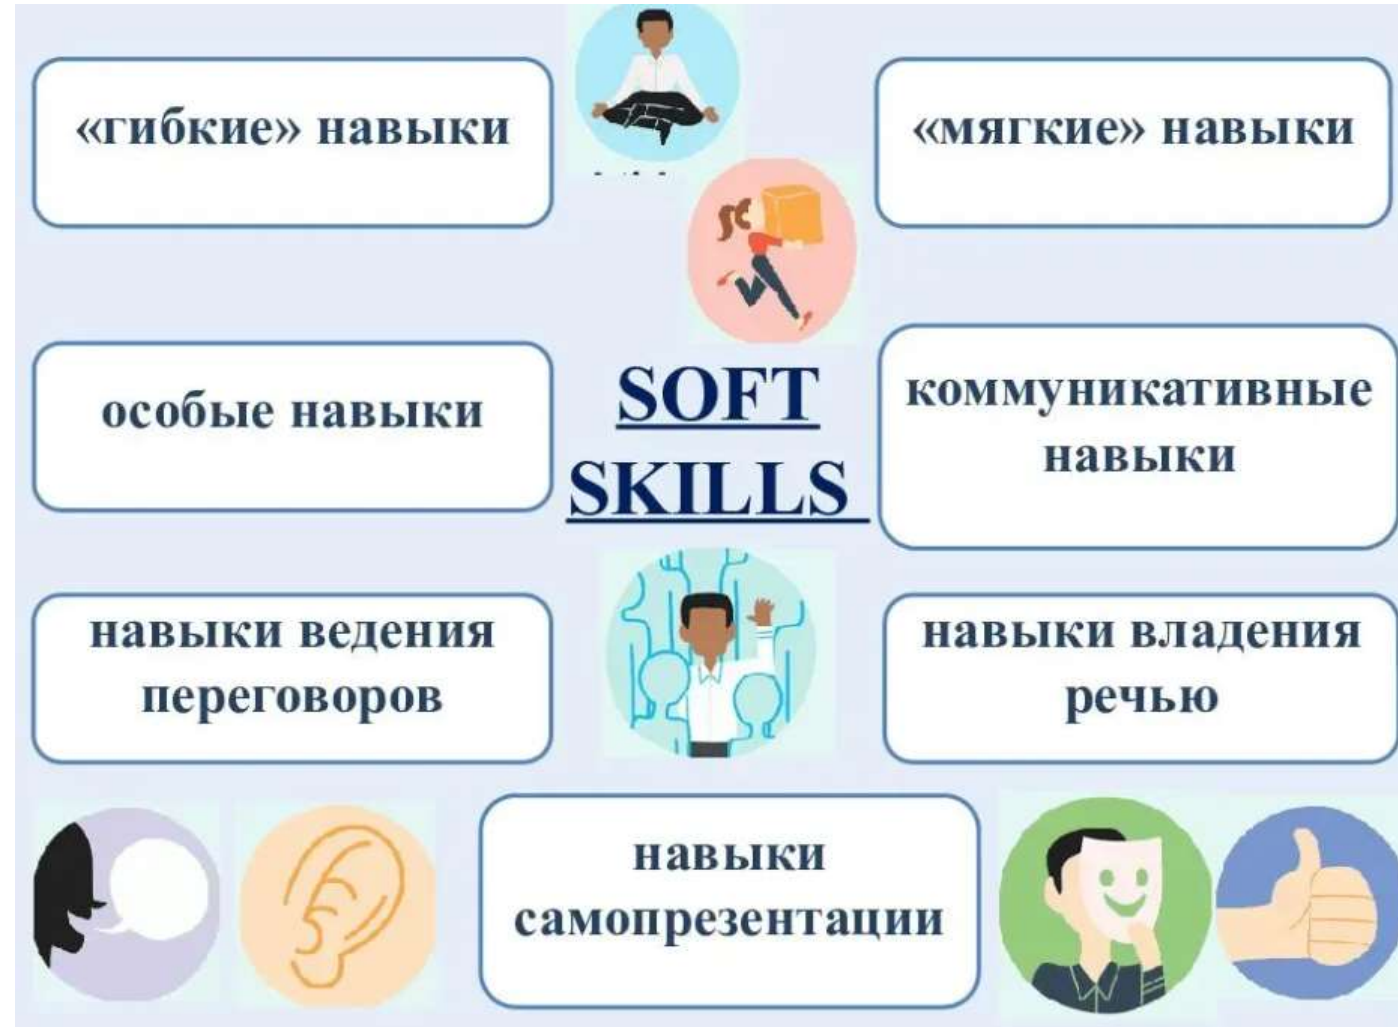 «гибкие» навыки
«мягкие» навыки
особые навыки
SOFT
SKILLS
коммуникативные
навыки
навыки ведения
переговоров
навыки владения
речью
навыки
самопрезентации